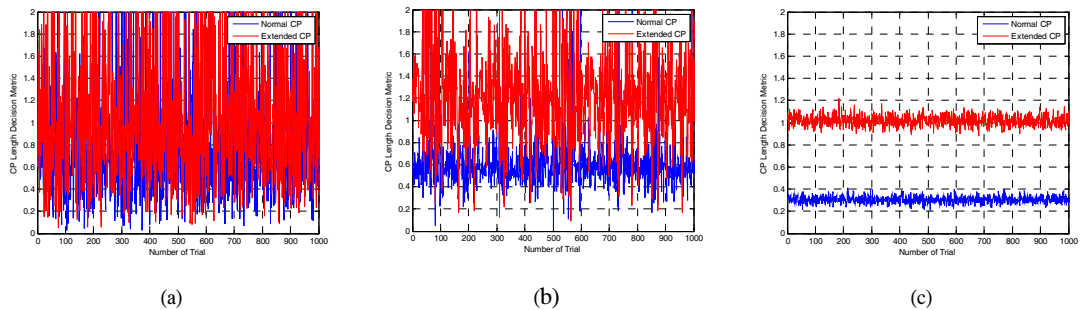 2
1.8
1.6
1.4
1.2
1
0.8
0.6
0.4
0.2
0
CP Length Decision Metric
0 100 200 300 400 500 600 700 800 900 1000
Number of Trial
Normal CP
Extended CP
(a)
2
1.8
1.6
1.4
1.2
1
0.8
0.6
0.4
0.2
0
CP Length Decision Metric
0 100 200 300 400 500 600 700 800 900 1000
Number of Trial
Normal CP
Extended CP
(b)
2
1.8
1.6
1.4
1.2
1
0.8
0.6
0.4
0.2
0
CP Length Decision Metric
0 100 200 300 400 500 600 700 800 900 1000
Number of Trial
Normal CP
Extended CP
(c)